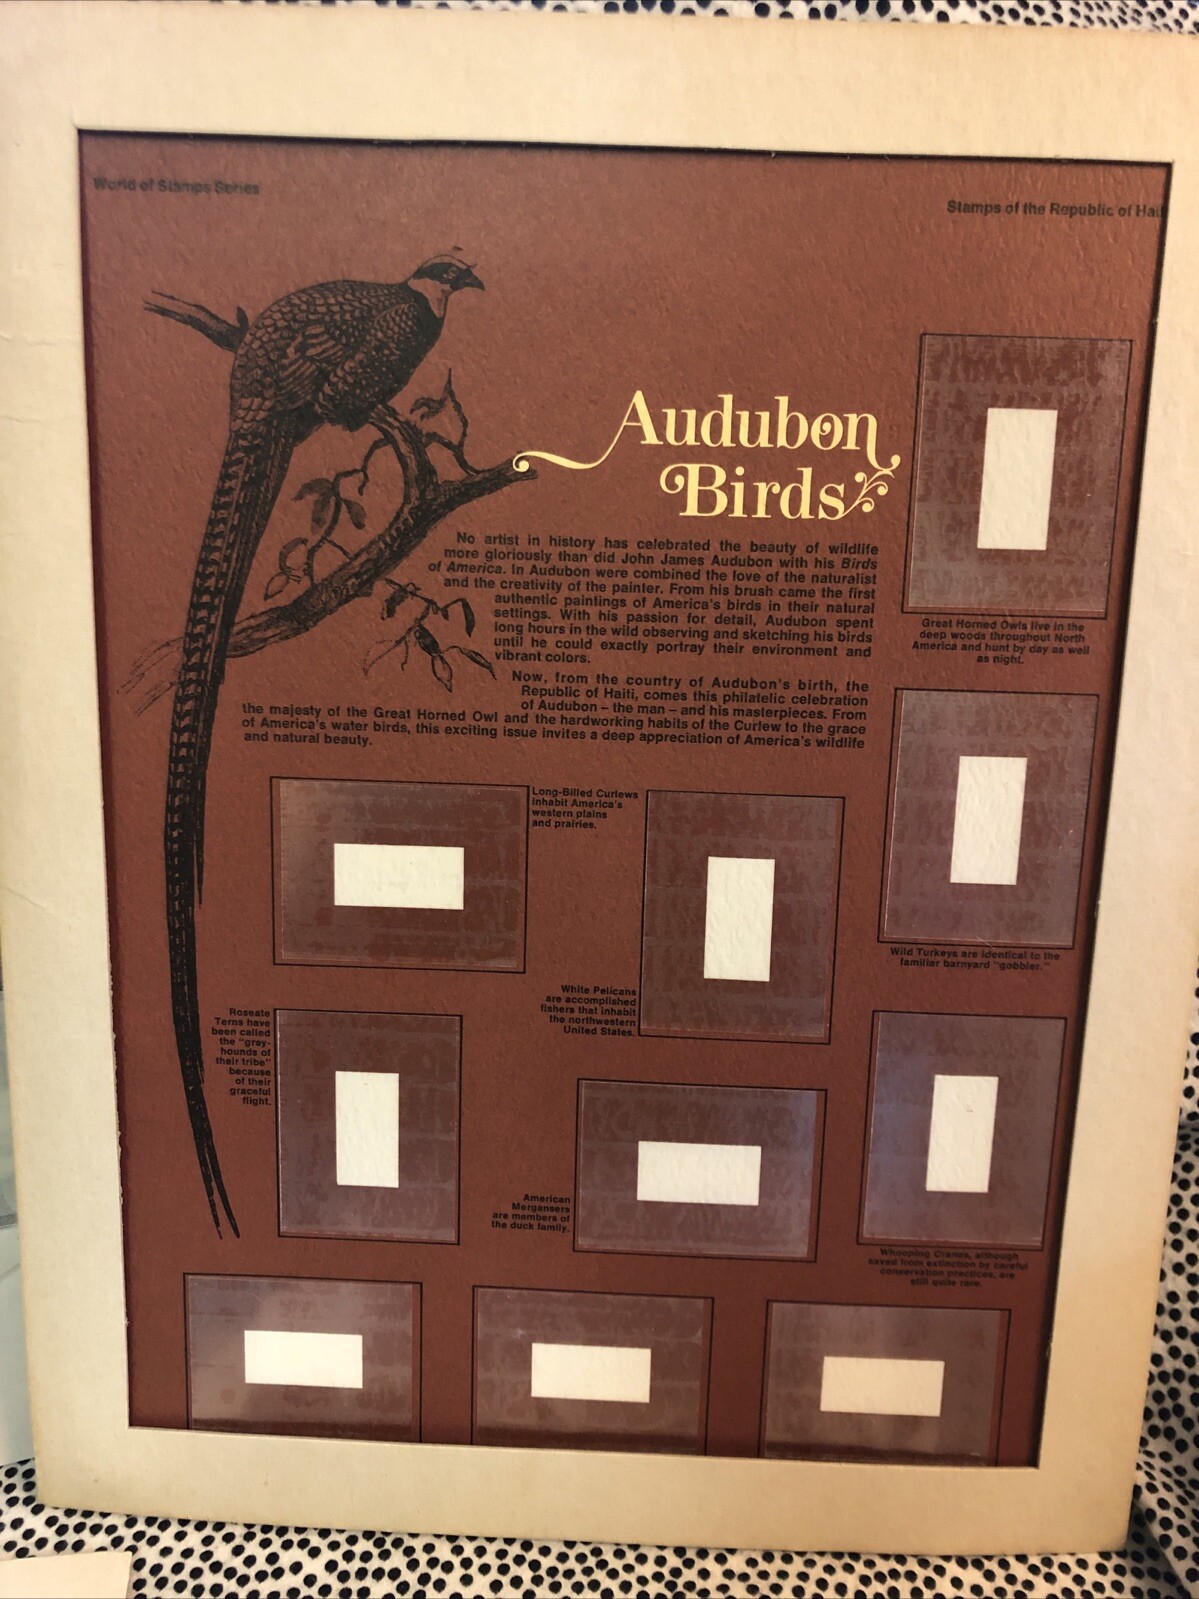 World of Stamps Series
Stamps of the Republic of Hai
Audubon
Birds
No artist in history has celebrated the beauty of wildlife
more gloriously than did John James Audubon with his Birds
of America. In Audubon were combined the love of the naturalist
and the creativity of the painter. From his brush came the first
authentic paintings of America's birds in their natural
settings. With his passion for detail, Audubon spent
long hours in the wild observing and sketching his birds
until he could exactly portray their environment and
vibrant colors.
Now, from the country of Audubon's birth, the
Republic of Haiti, comes this philatelic celebration
of Audubon – the man – and his masterpieces. From
the majesty of the Great Horned Owl and the hardworking habits of the Curlew to the grace
of America's water birds, this exciting issue invites a deep appreciation of America's wildlife
and natural beauty.
Great Horned Owls live in the
deep woods throughout North
America and hunt by day as well
as night.
Long-Billed Curlews
inhabit America's
western plains
and prairies.
Wild Turkeys are identical to the
familiar barnyard "gobbler."
White Pelicans
are accomplished
fishers that inhabit
the northwestern
United States.
Roseate
Terns have
been called
the "grey-
hounds of
their tribe"
because
of their
graceful
flight.
American
Mergansers
are members of
the duck family.
Whooping Cranes, although
saved from extinction by careful
conservation practices, are
still quite rare.